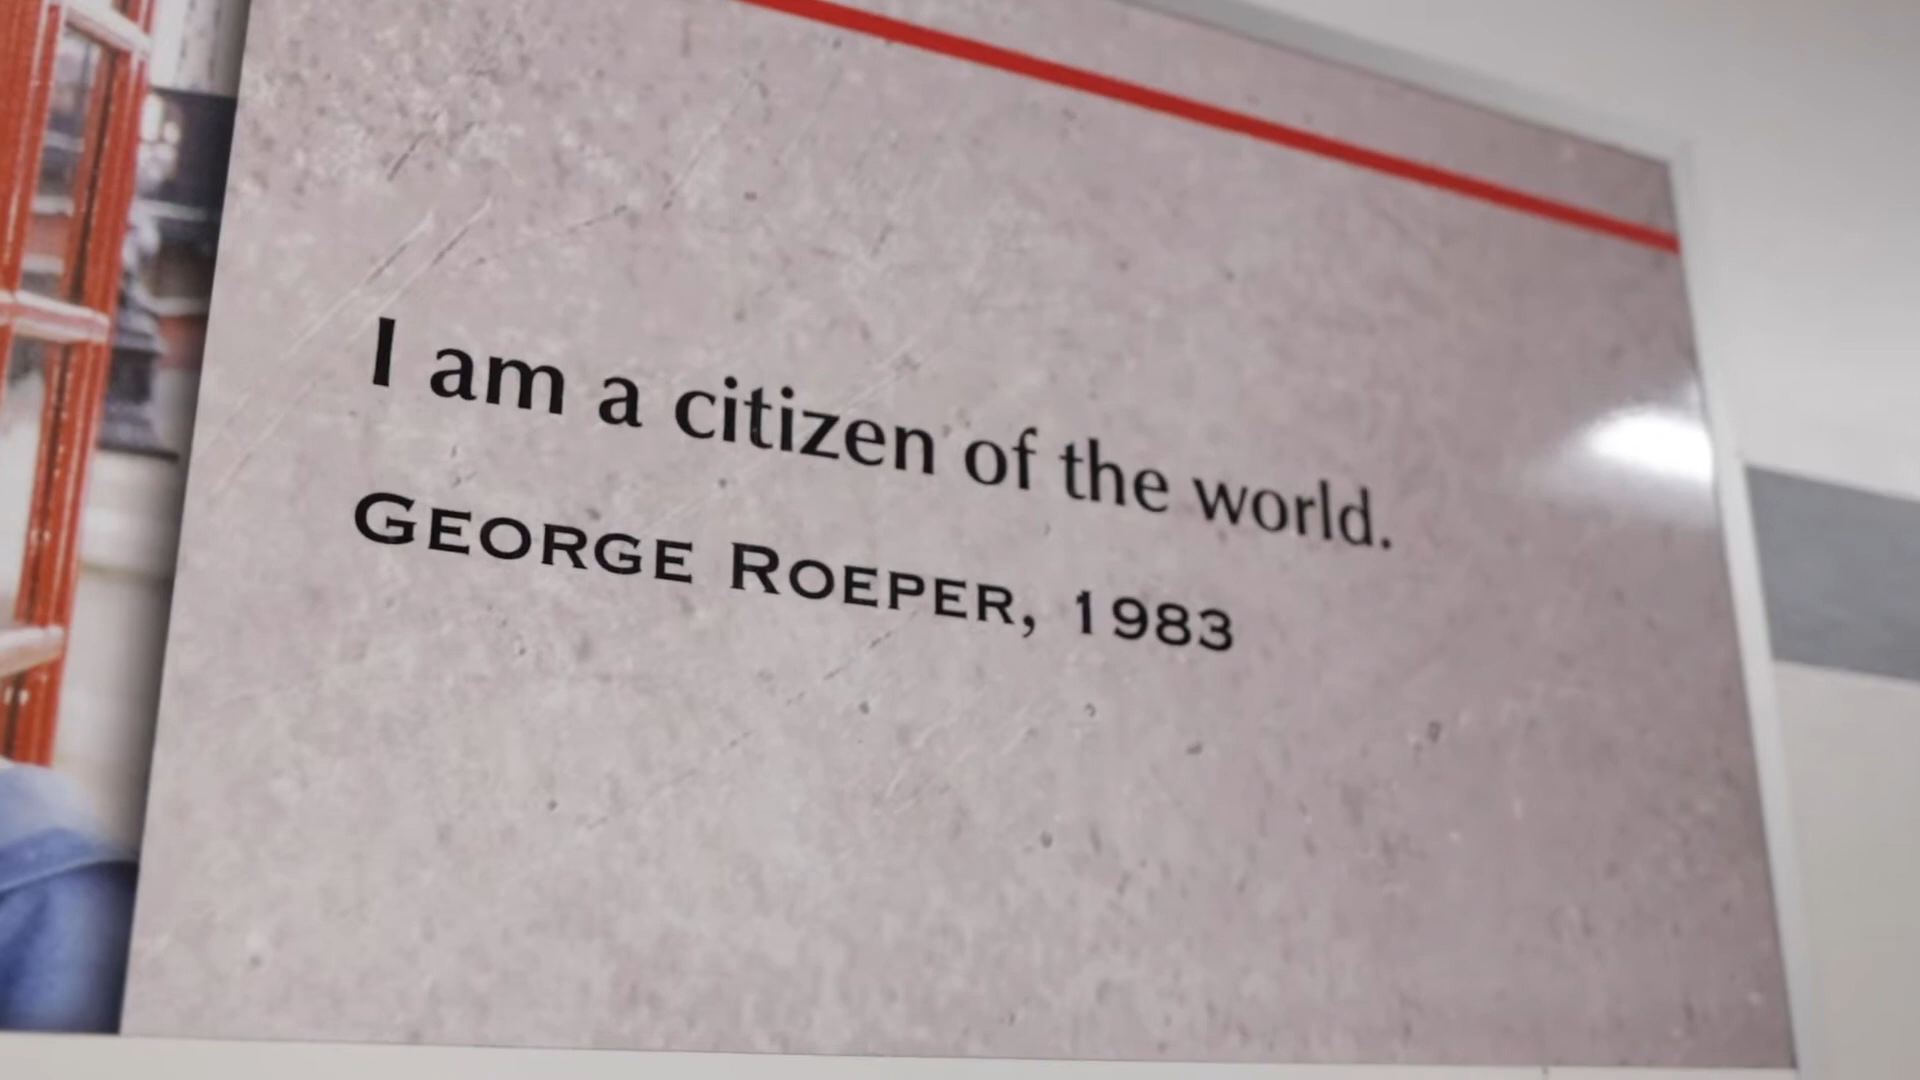 I am a citizen of the world.
GEORGE ROEPER, 1983